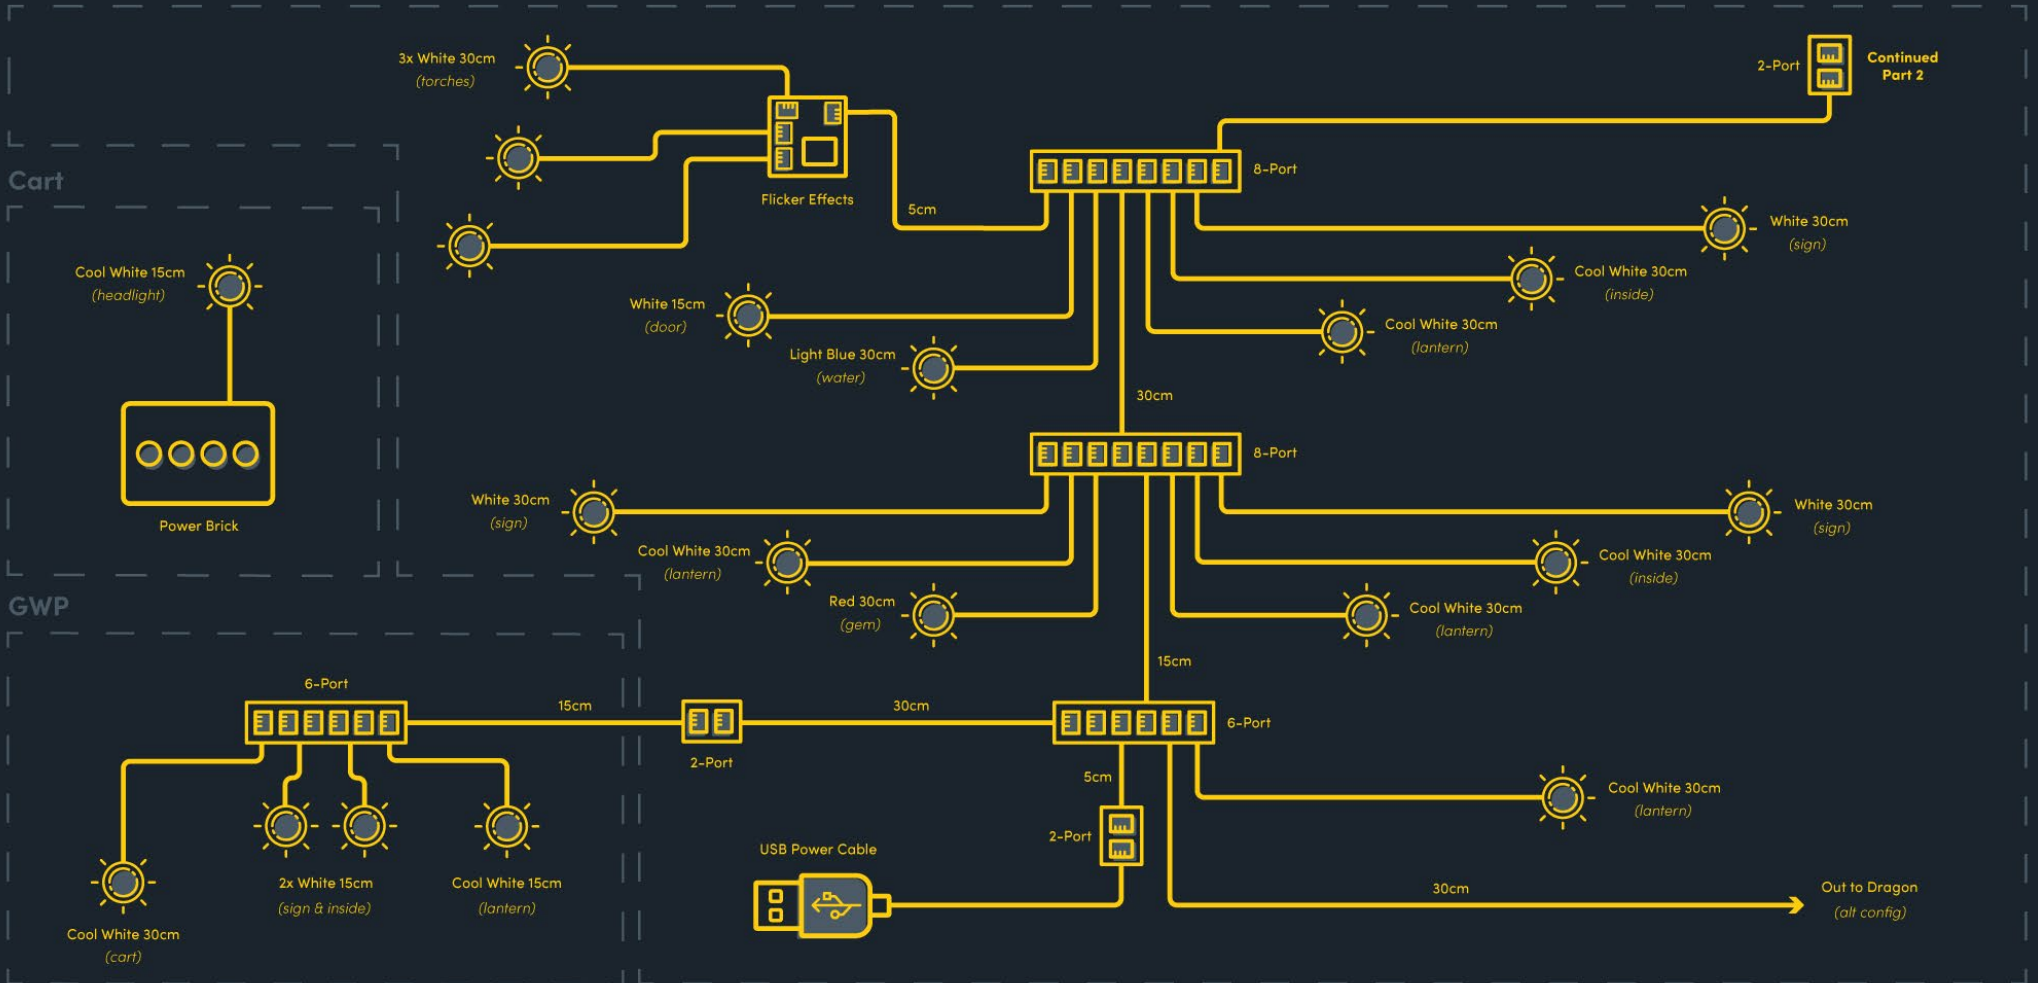 3x White 30cm
(torches)
2-Port
Continued
Part 2
8-Port
Cart
Flicker Effects
5cm
White 30cm
(sign)
Cool White 15cm
(headlight)
Cool White 30cm
(inside)
White 15cm
(door)
Cool White 30cm
(lantern)
Light Blue 30cm
(water)
30cm
8-Port
Power Brick
White 30cm
(sign)
White 30cm
(sign)
Cool White 30cm
(lantern)
Cool White 30cm
(inside)
GWP
Red 30cm
(gem)
Cool White 30cm
(lantern)
15cm
6-Port
15cm
30cm
6-Port
2-Port
5cm
Cool White 30cm
(lantern)
2-Port
USB Power Cable
2x White 15cm
(sign & inside)
Cool White 15cm
(lantern)
30cm
Out to Dragon
(alt config)
Cool White 30cm
(cart)